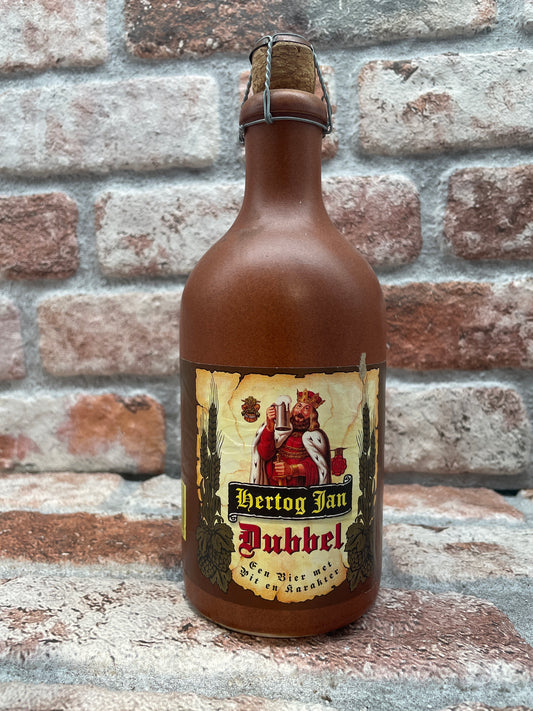 Hertog Jan
Dubbel
Een Bier met
Pit en Karakter